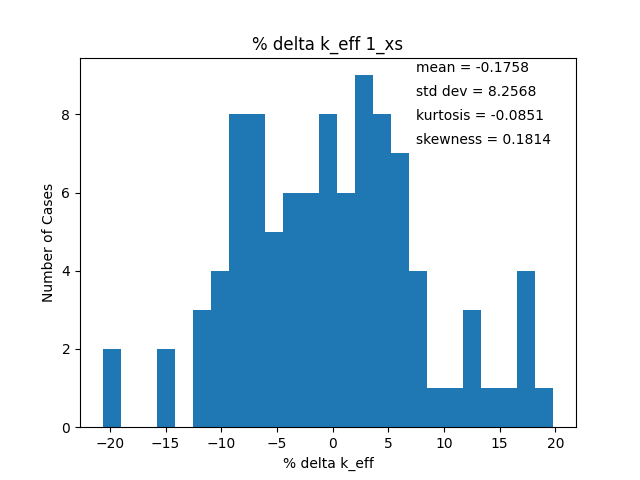 % delta k_eff 1_xs
mean = -0.1758
std dev = 8.2568
kurtosis = -0.0851
skewness = 0.1814
Number of Cases
8
6
4
2
0
−20 −15 −10 −5 0 5 10 15 20
% delta k_eff